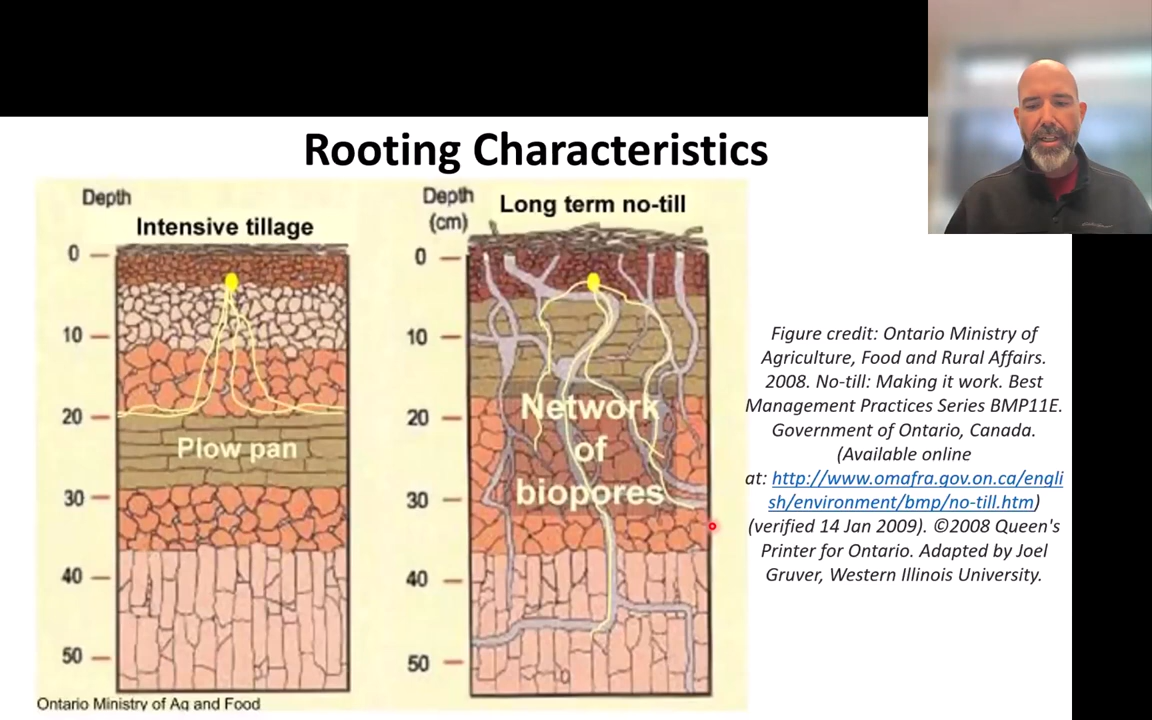 Rooting Characteristics
Depth
Intensive tillage
0
10
20
30
40
50
Plow pan
Ontario Ministry of Ag and Food
Depth
(cm)
Long term no-till
0
10
20
30
40
50
Network
of
biopores
Figure credit: Ontario Ministry of
Agriculture, Food and Rural Affairs.
2008. No-till: Making it work. Best
Management Practices Series BMP11E.
Government of Ontario, Canada.
(Available online
at: http://www.omafra.gov.on.ca/engli
sh/environment/bmp/no-till.htm)
(verified 14 Jan 2009). ©2008 Queen's
Printer for Ontario. Adapted by Joel
Gruver, Western Illinois University.